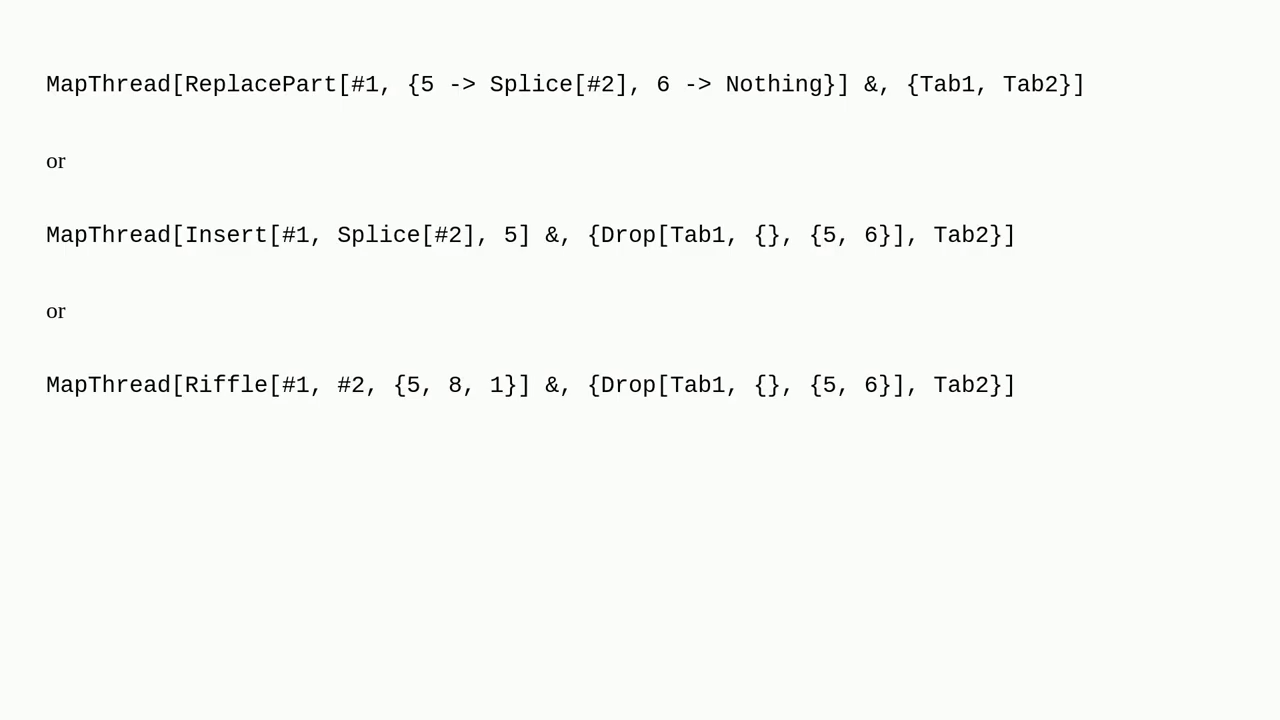 MapThread[ReplacePart[#1, {5 -> Splice[#2], 6 -> Nothing}] &, {Tab1, Tab2}]
or
MapThread[Insert[#1, Splice[#2], 5] &, {Drop[Tab1, {}, {5, 6}], Tab2}]
or
MapThread[Riffle[#1, #2, {5, 8, 1}] &, {Drop[Tab1, {}, {5, 6}], Tab2}]